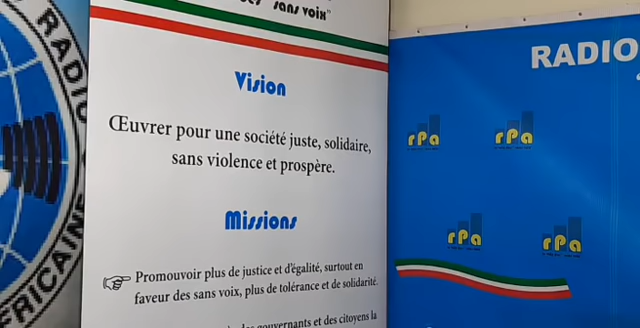 sans voix"
Vision
Œuvrer pour une société juste, solidaire,
sans violence et prospère.
Missions
Promouvoir plus de justice et d'égalité, surtout en
faveur des sans voix, plus de tolérance et de solidarité.
gouvernants et des citoyens la
RADIO
FRICAINE
RADIO
rPa
rPa
rPa
rPa